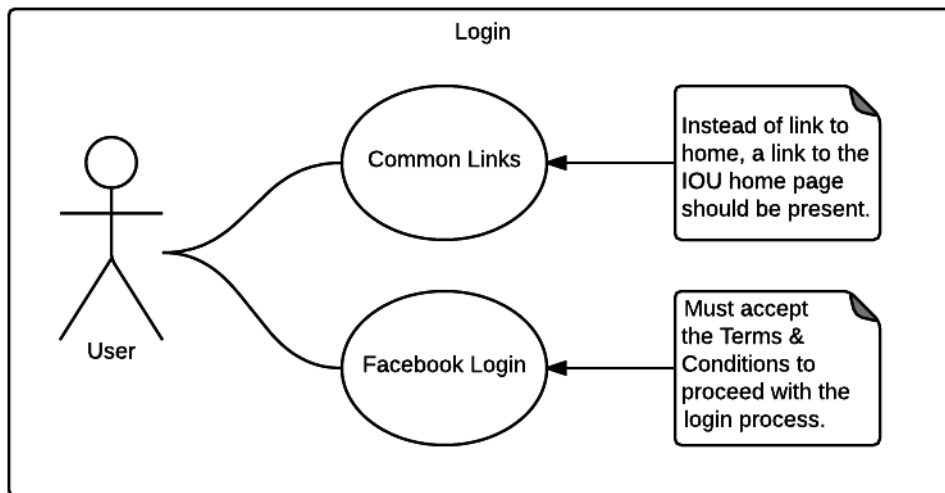 Login
Common Links
Instead of link to
home, a link to the
IOU home page
should be present.
User
Facebook Login
Must accept
the Terms &
Conditions to
proceed with the
login process.